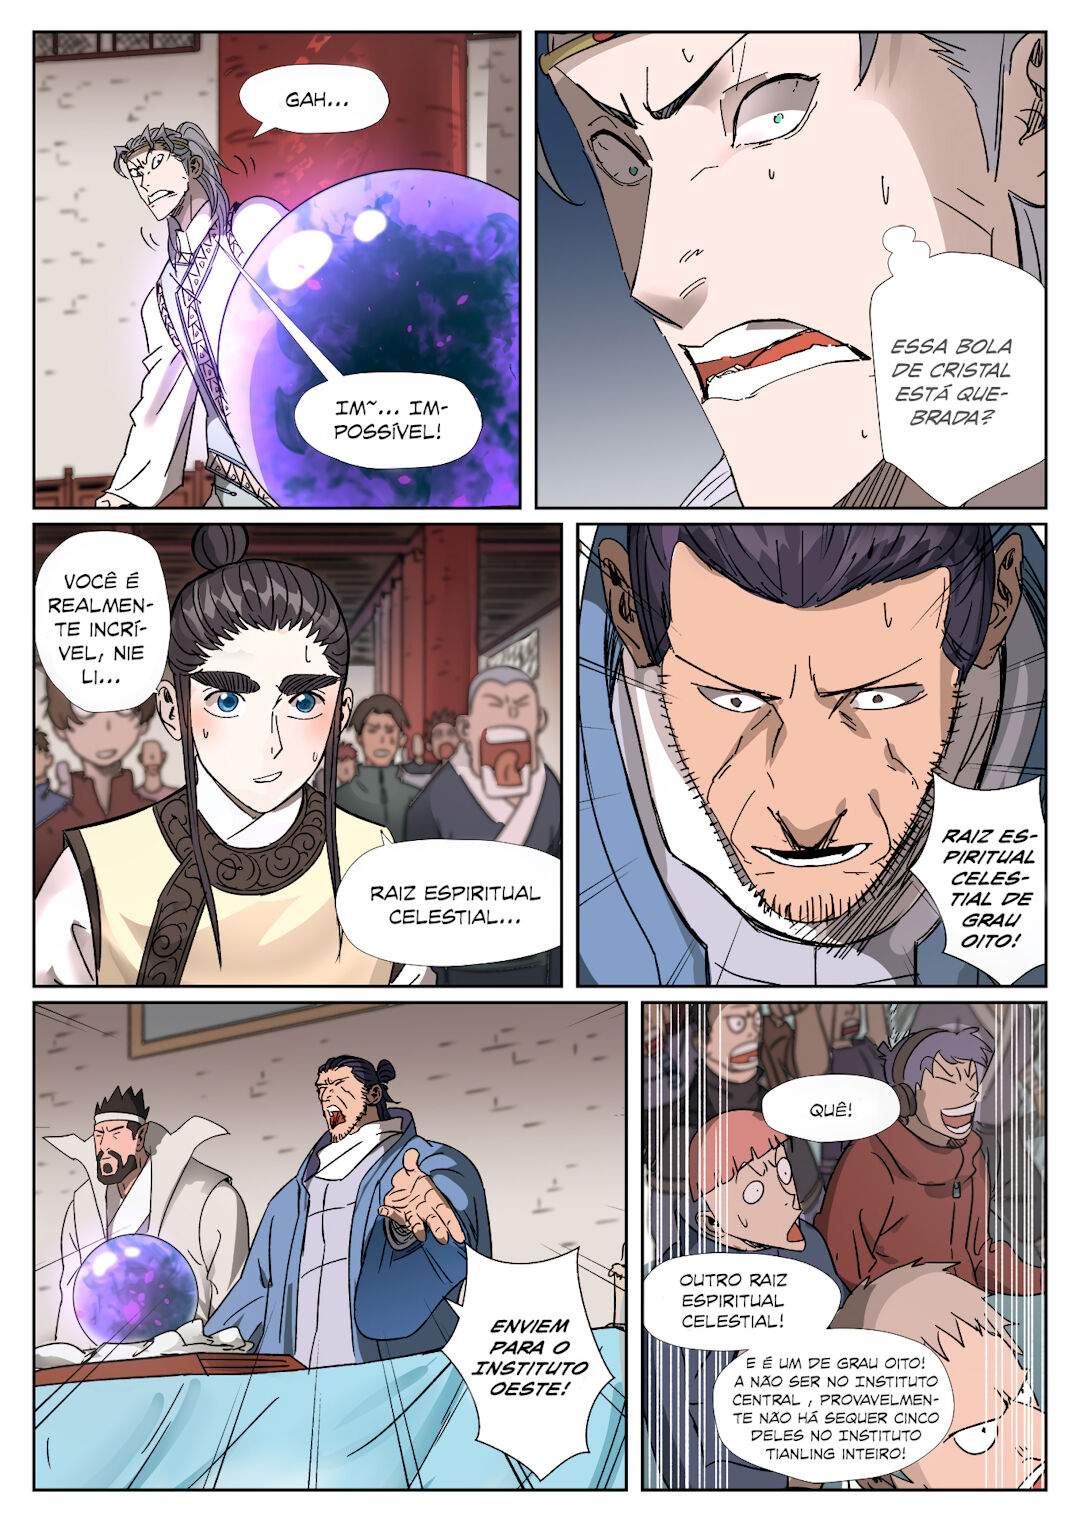 GAH...
IM~... IM-
POSSÍVEL!
ESSA BOLA
DE CRISTAL
ESTÁ QUE-
BRADA?
VOCÊ É
REALMEN-
TE INCRÍ-
VEL, NIE
LI...
RAIZ ESPIRITUAL
CELESTIAL...
RAIZ ES-
PIRITUAL
CELES-
TIAL DE
GRAU
OITO!
ENVIEM
PARA O
INSTITUTO
OESTE!
QUÊ!
OUTRO RAIZ
ESPIRITUAL
CELESTIAL!
E É UM DE GRAU OITO!
A NÃO SER NO INSTITUTO
CENTRAL , PROVAVELMEN-
TE NÃO HÁ SEQUER CINCO
DELES NO INSTITUTO
TIANLING INTEIRO!